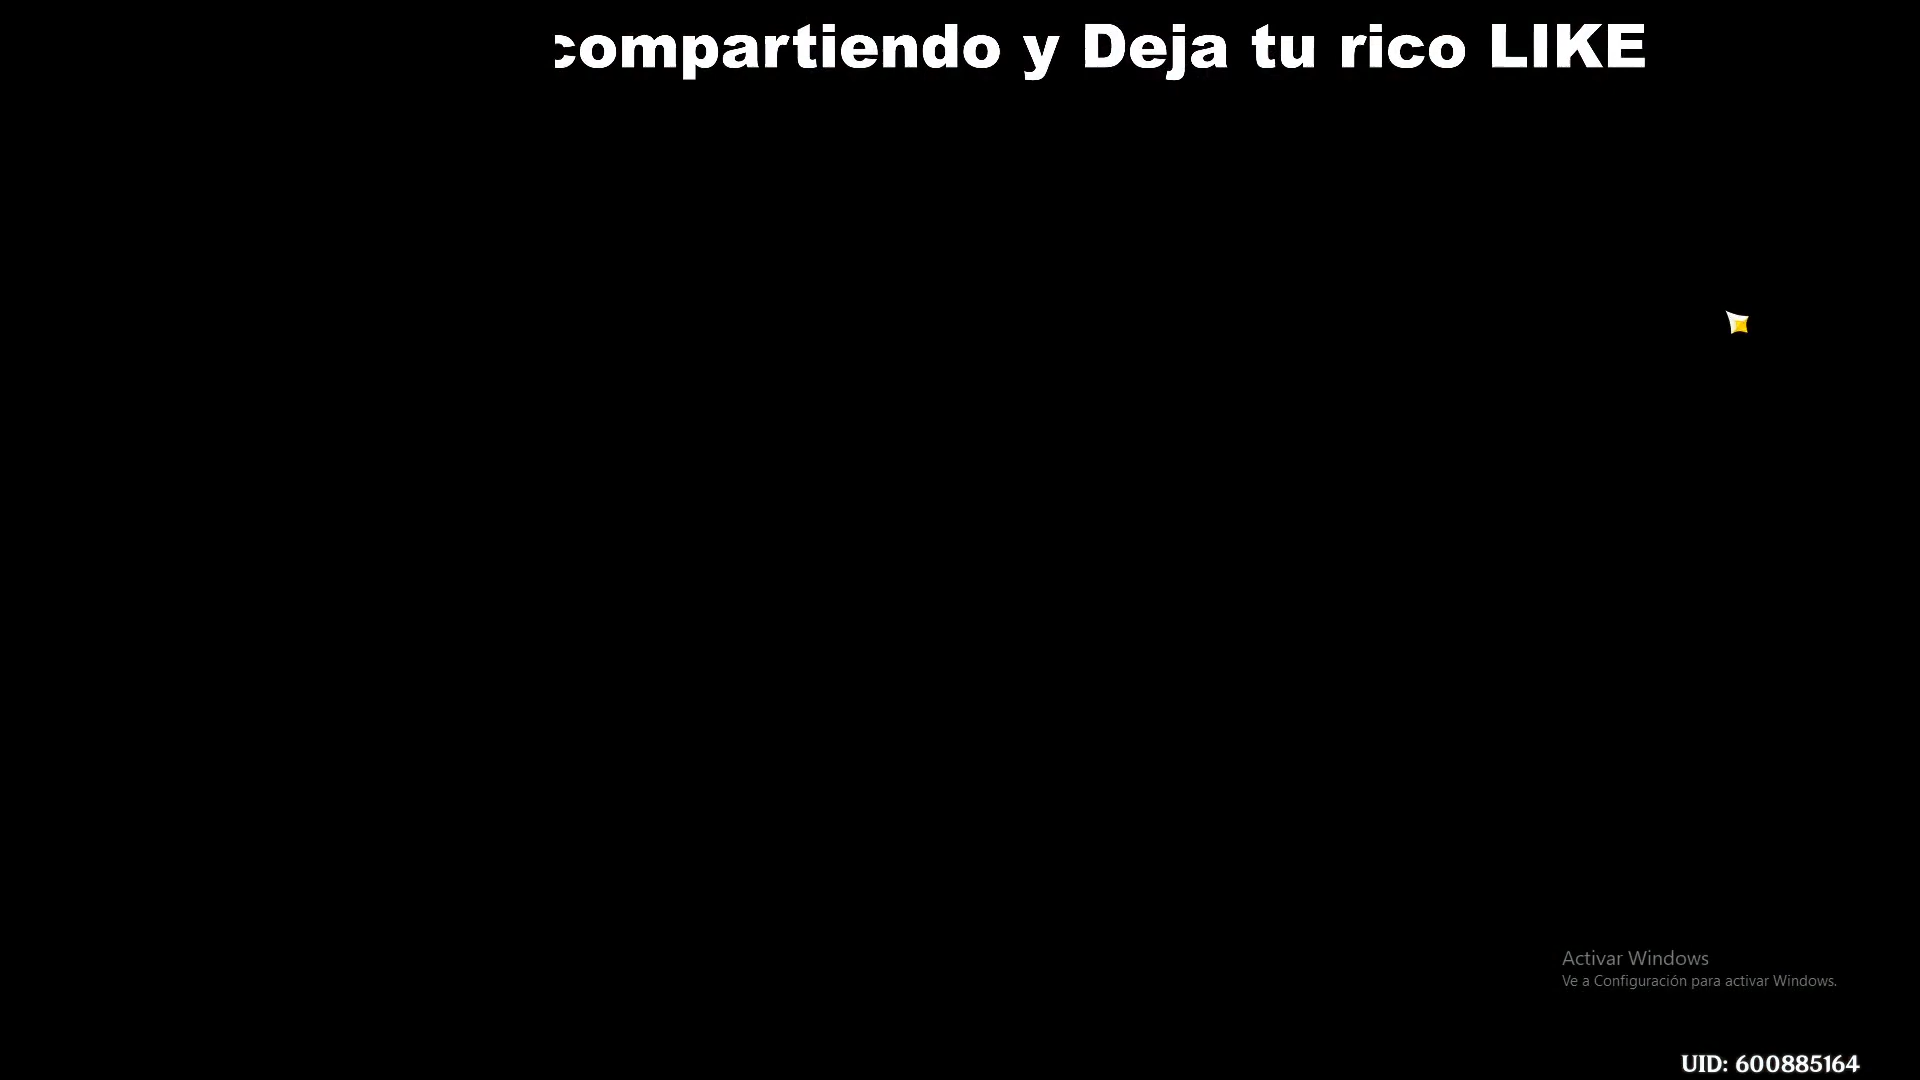 compartiendo y Deja tu rico LIKE
Activar Windows
Ve a Configuración para activar Windows.
UID: 600885164